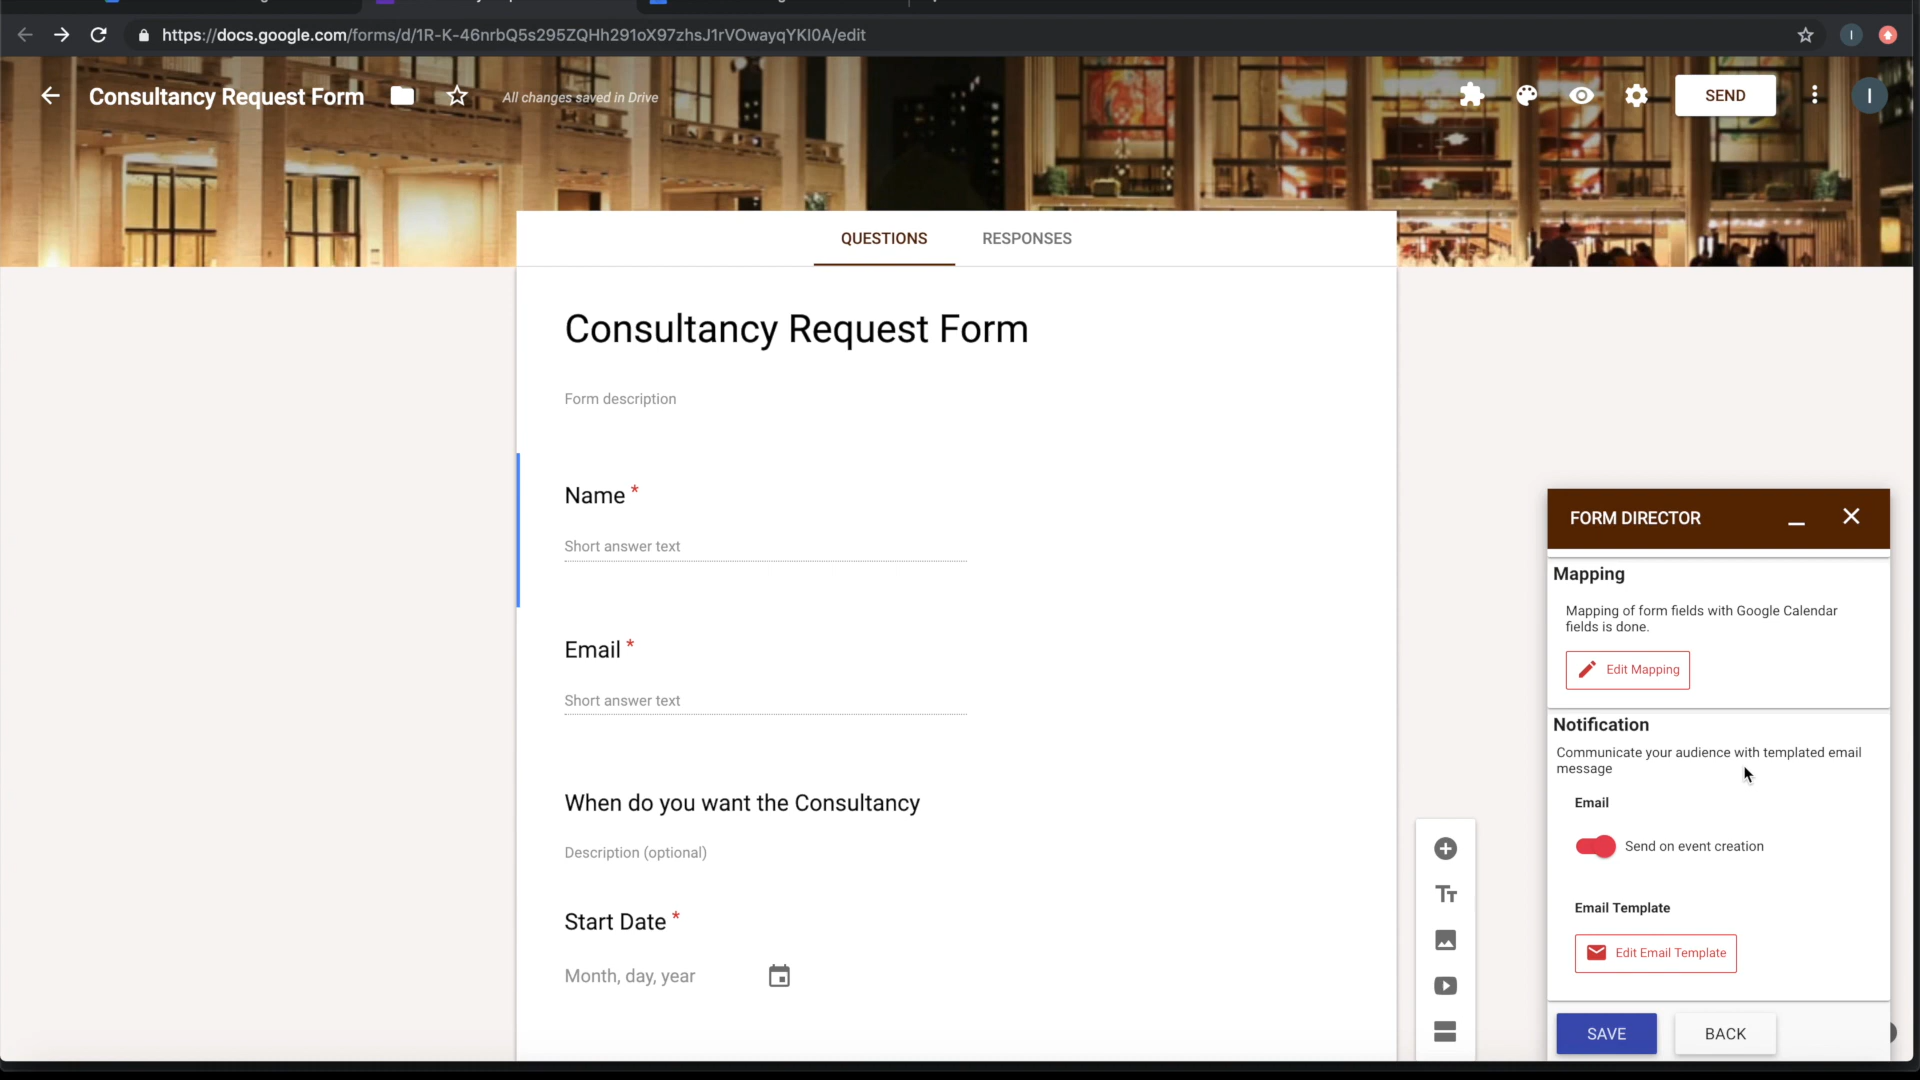 https://docs.google.com/forms/d/1R-K-46nrbQ5s295ZQHh291oX97zhsJ1rVOwayqYKI0A/edit
I
Consultancy Request Form
All changes saved in Drive
SEND
I
QUESTIONS
RESPONSES
Consultancy Request Form
Form description
Name *
Short answer text
Email *
Short answer text
When do you want the Consultancy
Description (optional)
Start Date *
Month, day, year
Tт
FORM DIRECTOR
Mapping
Mapping of form fields with Google Calendar
fields is done.
Edit Mapping
Notification
Communicate your audience with templated email
message
Email
Send on event creation
Email Template
Edit Email Template
SAVE
BACK